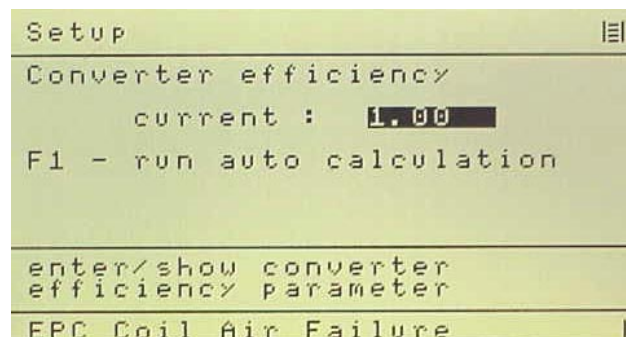 Setup
Converter efficiency
current : 1.00
F1 - run auto calculation
enter/show converter
efficiency parameter
EPC Coil Air Failure